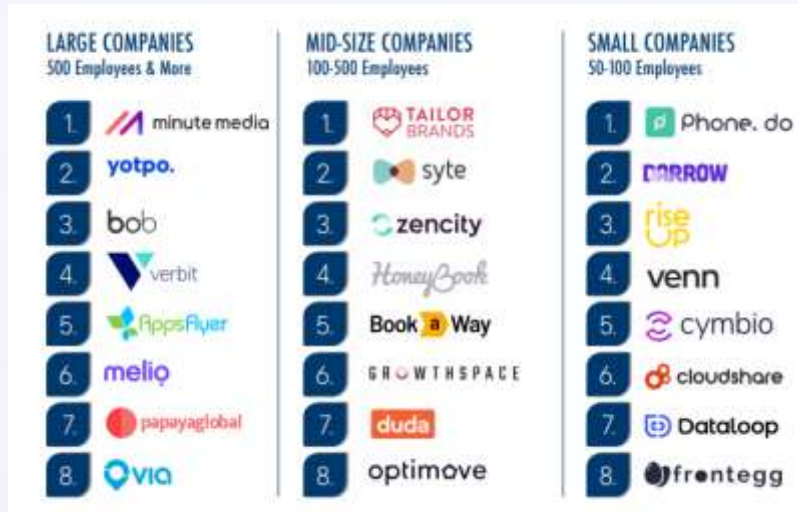 LARGE COMPANIES
500 Employees & More
1. minute media
2. yotpo.
3. bob
4. verbit
5. AppsFlyer
6. melio
7. papayaglobal
8. via
MID-SIZE COMPANIES
100-500 Employees
1. TAILOR BRANDS
2. syte
3. zencity
4. HoneyBook
5. Book a Way
6. GROWTHSPACE
7. duda
8. optimove
SMALL COMPANIES
50-100 Employees
1. Phone. do
2. DARROW
3. rise UP
4. venn
5. cymbio
6. cloudshare
7. Dataloop
8. frontegg